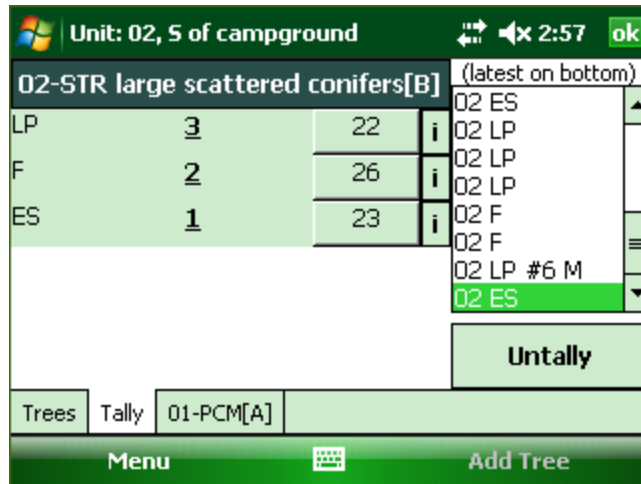 Unit: 02, S of campground 2:57 ok
02-STR large scattered conifers[B]
LP 3 22 i
F 2 26 i
ES 1 23 i
(latest on bottom)
02 ES
02 LP
02 LP
02 LP
02 F
02 F
02 LP #6 M
02 ES
Untally
Trees Tally 01-PCM[A]
Menu Add Tree